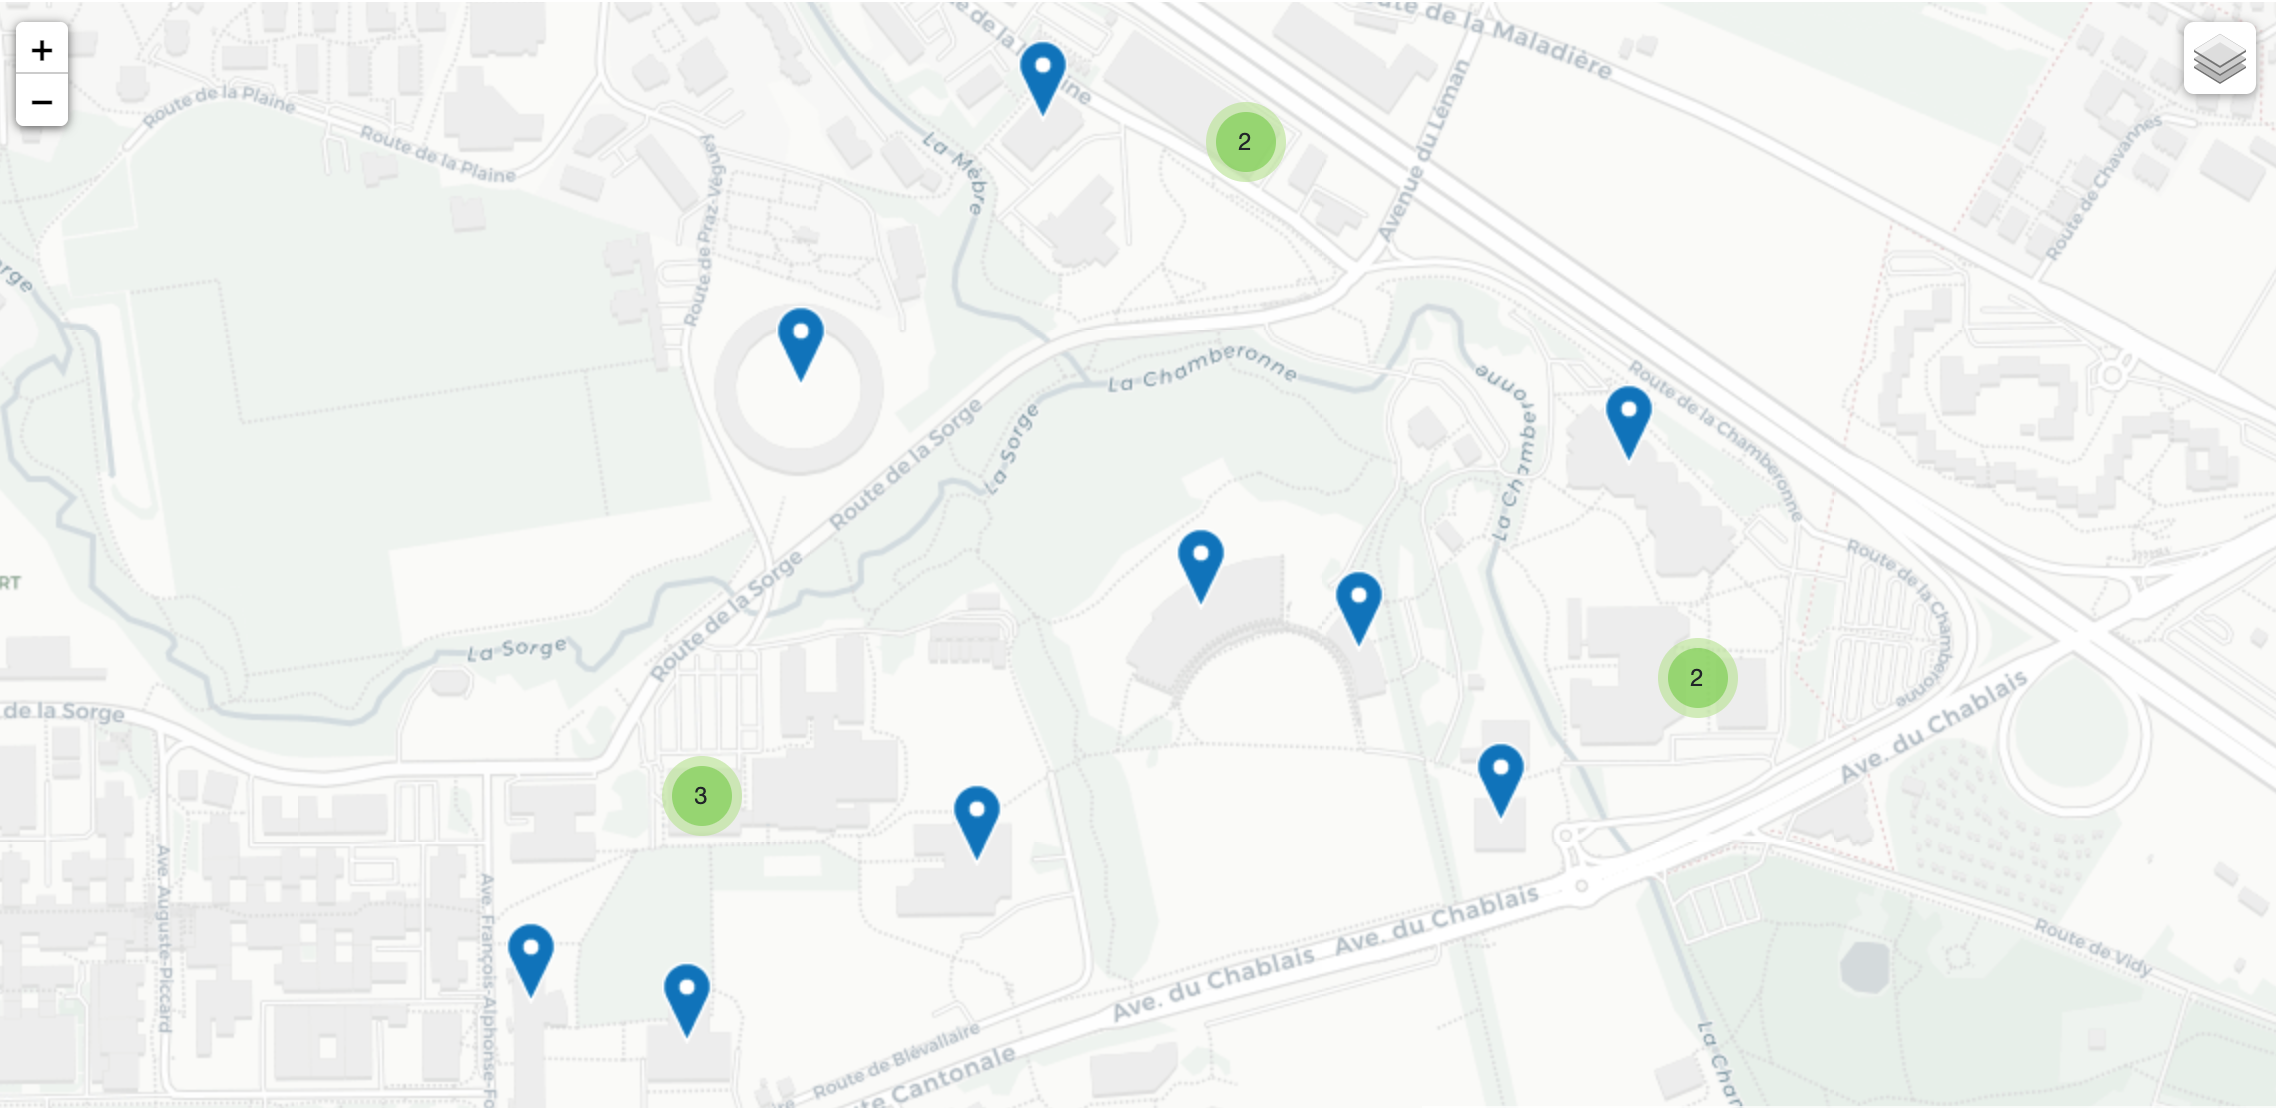 +
−
Route de la Maladière
2
Route de la Plaine
Route de la Plaine
La Mèbre
Avenue du Léman
Route de Chavannes
Route de Praz-Véguey
La Chamberonne
Route de la Chamberonne
Route de la Sorge
La Sorge
La Chamberonne
Route de la Sorge
La Sorge
Route de la Chamberonne
2
de la Sorge
3
Ave. du Chablais
Ave. Auguste-Piccard
Ave. François-Alphonse-Fo
Ave. du Chablais
Ave. du Chablais
Route de Vidy
Route de Blévallaire
te Cantonale
La Cham